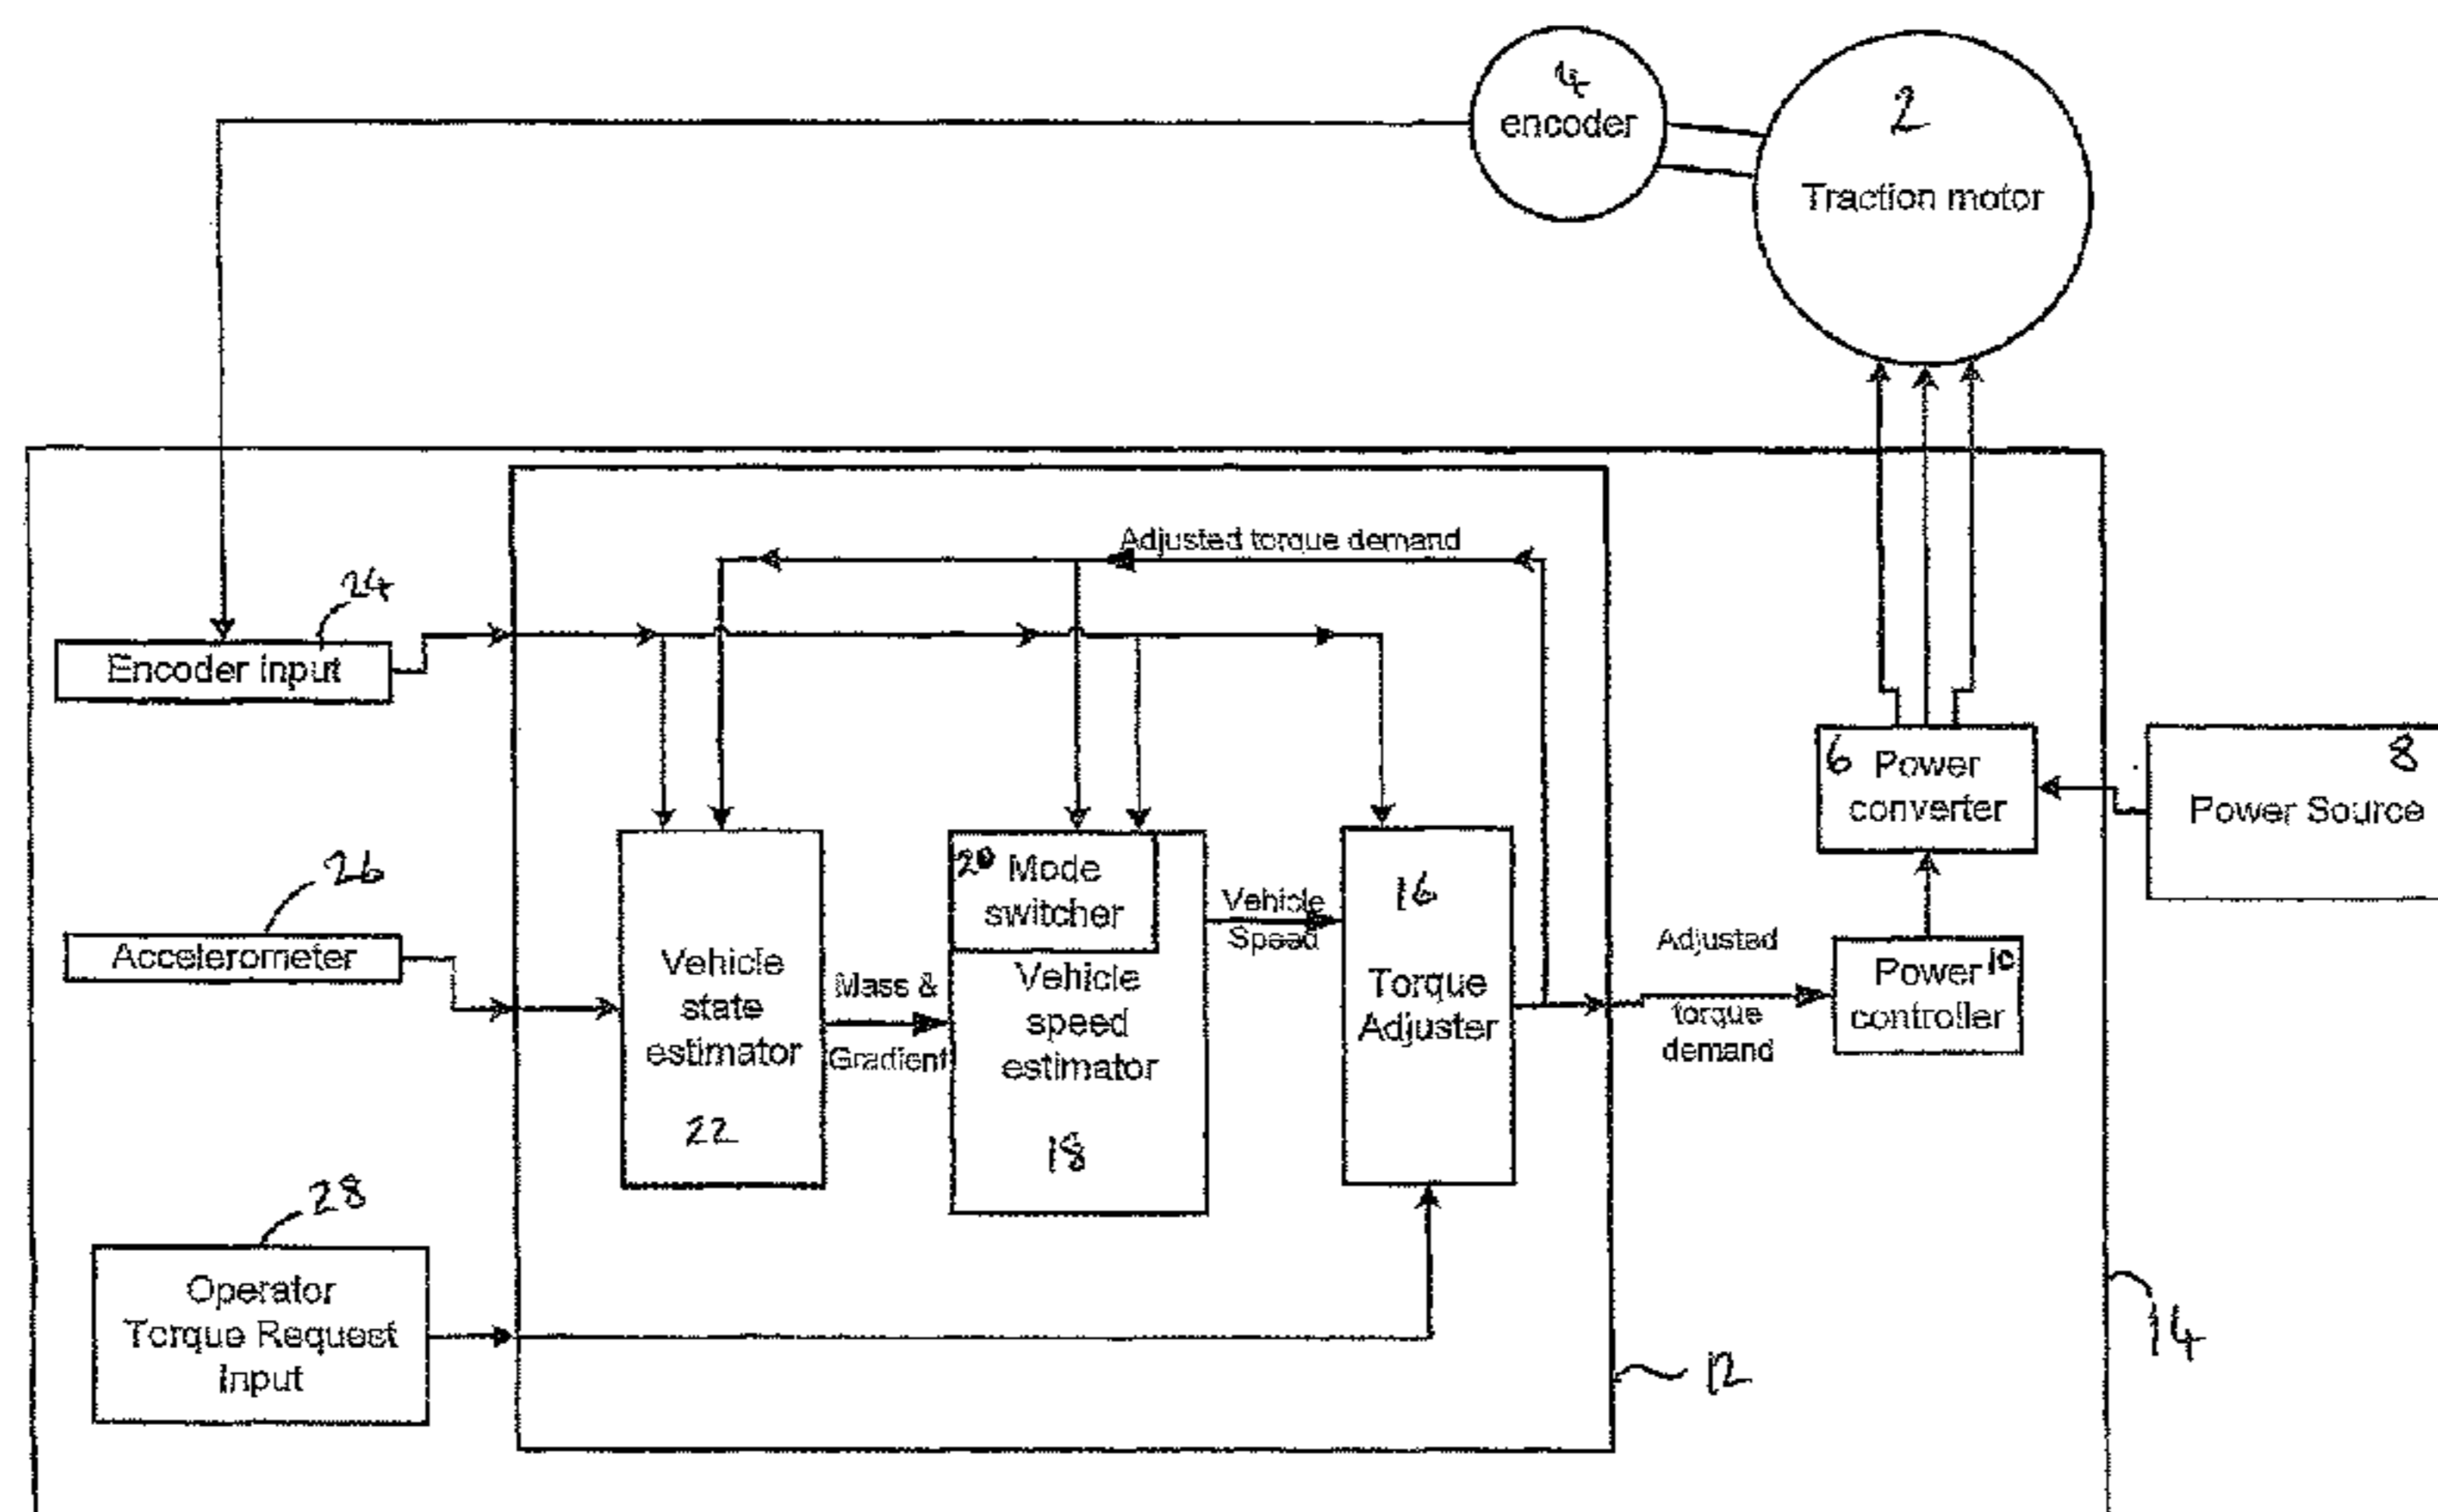 4
encoder
2
Traction motor
Adjusted torque demand
24
Encoder input
6 Power
converter
8
Power Source
26
Accelerometer
20 Mode
switcher
Vehicle
state
estimator
22
Mass &
Gradient
Vehicle
speed
estimator
18
Vehicle
Speed
16
Torque
Adjuster
Adjusted
torque
demand
Power 10
controller
28
Operator
Torque Request
Input
12
14